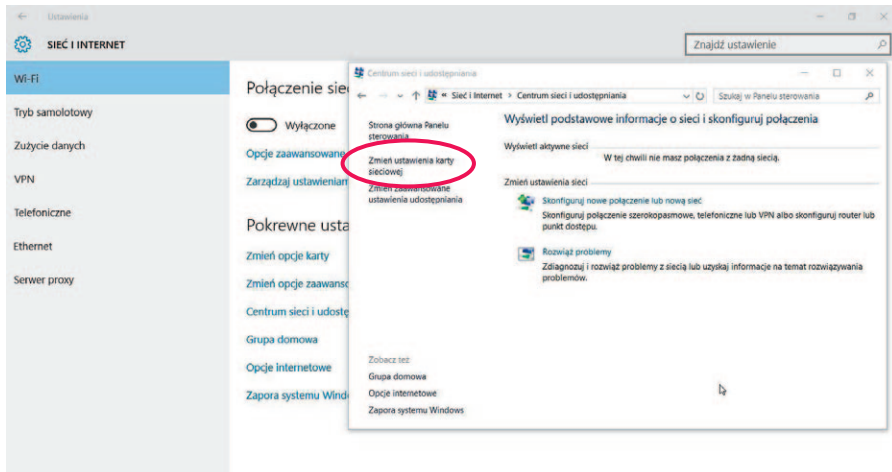 Ustawienia
SIEĆ I INTERNET
Znajdź ustawienie
Wi-Fi
Tryb samolotowy
Zużycie danych
VPN
Telefoniczne
Ethernet
Serwer proxy
Połączenie sie
Wyłączone
Opcje zaawansowane
Zarządzaj ustawieniam
Pokrewne usta
Zmień opcje karty
Zmień opcje zaawanso
Centrum sieci i udostę
Grupa domowa
Opcje internetowe
Zapora systemu Windo
Centrum sieci i udostępniania
« Sieć i Internet > Centrum sieci i udostępniania
Szukaj w Panelu sterowania
Strona główna Panelu
sterowania
Zmień ustawienia karty
sieciowej
Zmień zaawansowane
ustawienia udostępniania
Wyświetl podstawowe informacje o sieci i skonfiguruj połączenia
Wyświetl aktywne sieci
W tej chwili nie masz połączenia z żadną siecią.
Zmień ustawienia sieci
Skonfiguruj nowe połączenie lub nową sieć
Skonfiguruj połączenie szerokopasmowe, telefoniczne lub VPN albo skonfiguruj router lub
punkt dostępu.
Rozwiąż problemy
Zdiagnozuj i rozwiąż problemy z siecią lub uzyskaj informacje na temat rozwiązywania
problemów.
Zobacz też
Grupa domowa
Opcje internetowe
Zapora systemu Windows